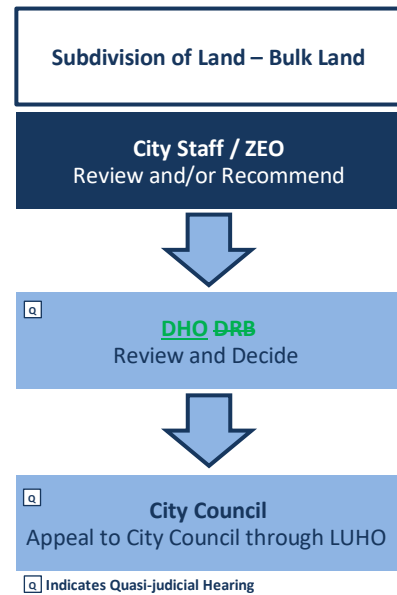 Subdivision of Land – Bulk Land
City Staff / ZEO
Review and/or Recommend
Q
DHO DRB
Review and Decide
Q
City Council
Appeal to City Council through LUHO
Q Indicates Quasi-judicial Hearing